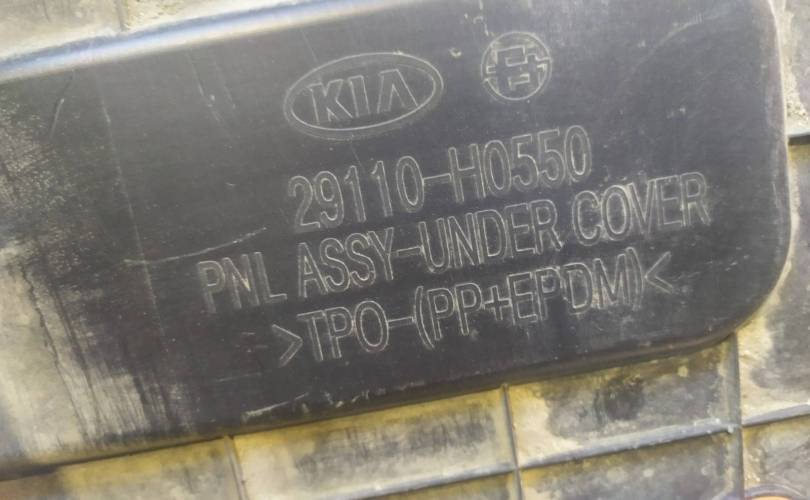 KIA
29110-H0550
PNL ASSY-UNDER COVER
>TPO-(PP+EPDM)<